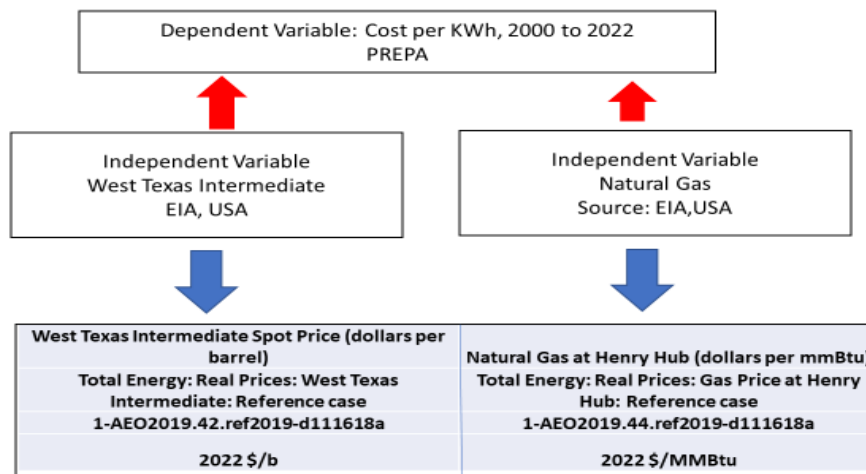 Dependent Variable: Cost per KWh, 2000 to 2022
PREPA
Independent Variable
West Texas Intermediate
EIA, USA
Independent Variable
Natural Gas
Source: EIA,USA
West Texas Intermediate Spot Price (dollars per
barrel)
Total Energy: Real Prices: West Texas
Intermediate: Reference case
1-AEO2019.42.ref2019-d111618a
2022 $/b
Natural Gas at Henry Hub (dollars per mmBtu)
Total Energy: Real Prices: Gas Price at Henry
Hub: Reference case
1-AEO2019.44.ref2019-d111618a
2022 $/MMBtu